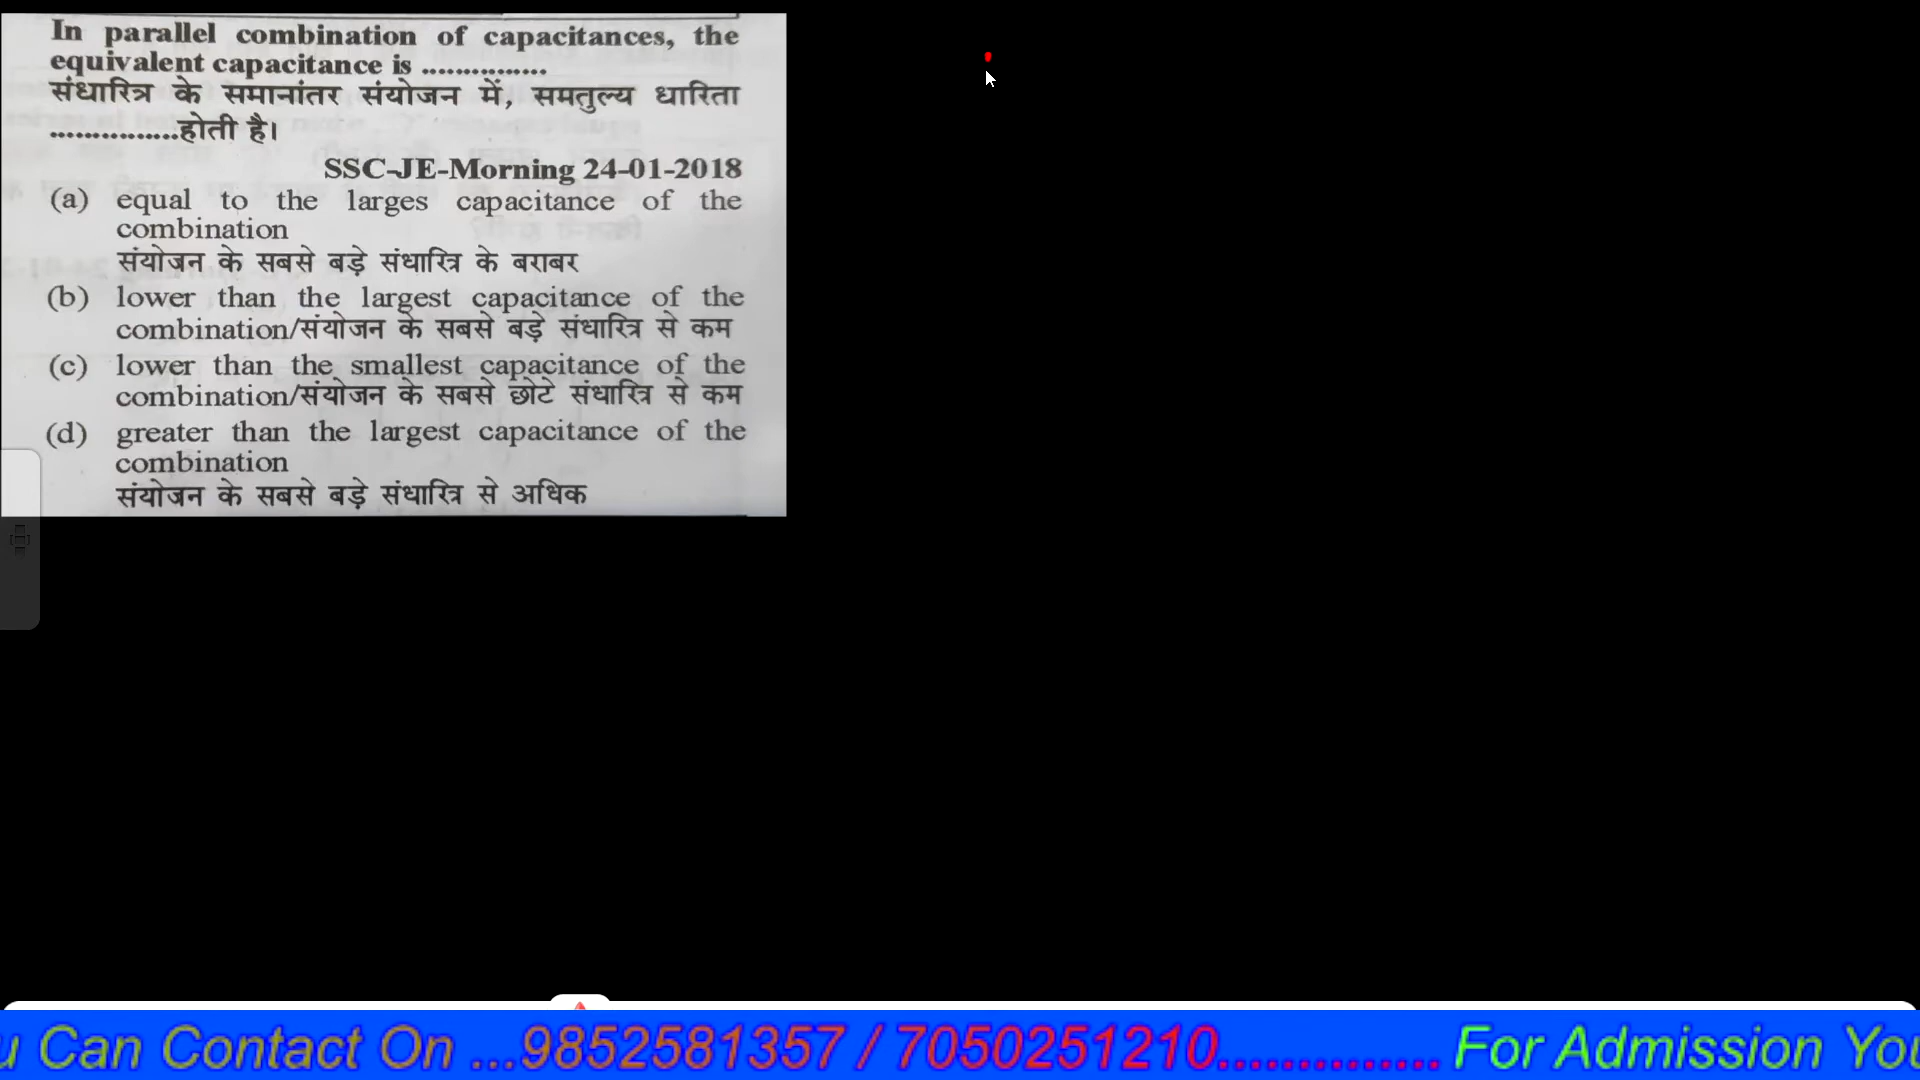 In parallel combination of capacitances, the
equivalent capacitance is ...............
संधारित्र के समानांतर संयोजन में, समतुल्य धारिता
...............होती है।
SSC-JE-Morning 24-01-2018
(a) equal to the larges capacitance of the
combination
संयोजन के सबसे बड़े संधारित्र के बराबर
(b) lower than the largest capacitance of the
combination/संयोजन के सबसे बड़े संधारित्र से कम
(c) lower than the smallest capacitance of the
combination/संयोजन के सबसे छोटे संधारित्र से कम
(d) greater than the largest capacitance of the
combination
संयोजन के सबसे बड़े संधारित्र से अधिक
u Can Contact On ...9852581357 / 7050251210.............. For Admission You